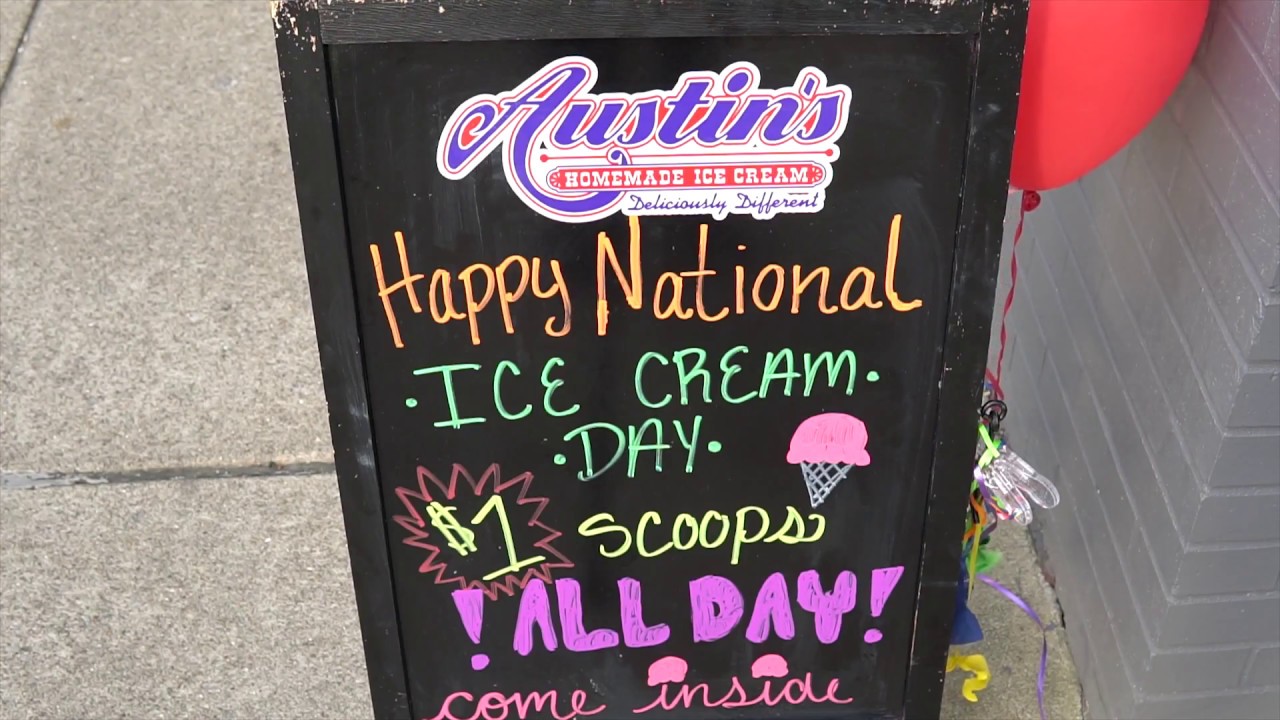 Austin's
HOMEMADE ICE CREAM
Deliciously Different
Happy National
·ICE CREAM·
·DAY·
$1 SCOOPS
! ALL DAY!
come inside